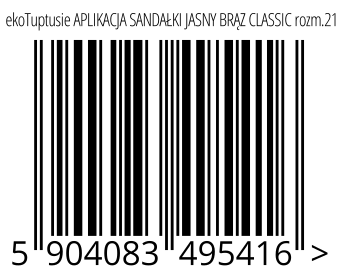 ekoTuptusie APLIKACJA SANDAŁKI JASNY BRĄZ CLASSIC rozm.21
5 904083 495416 >